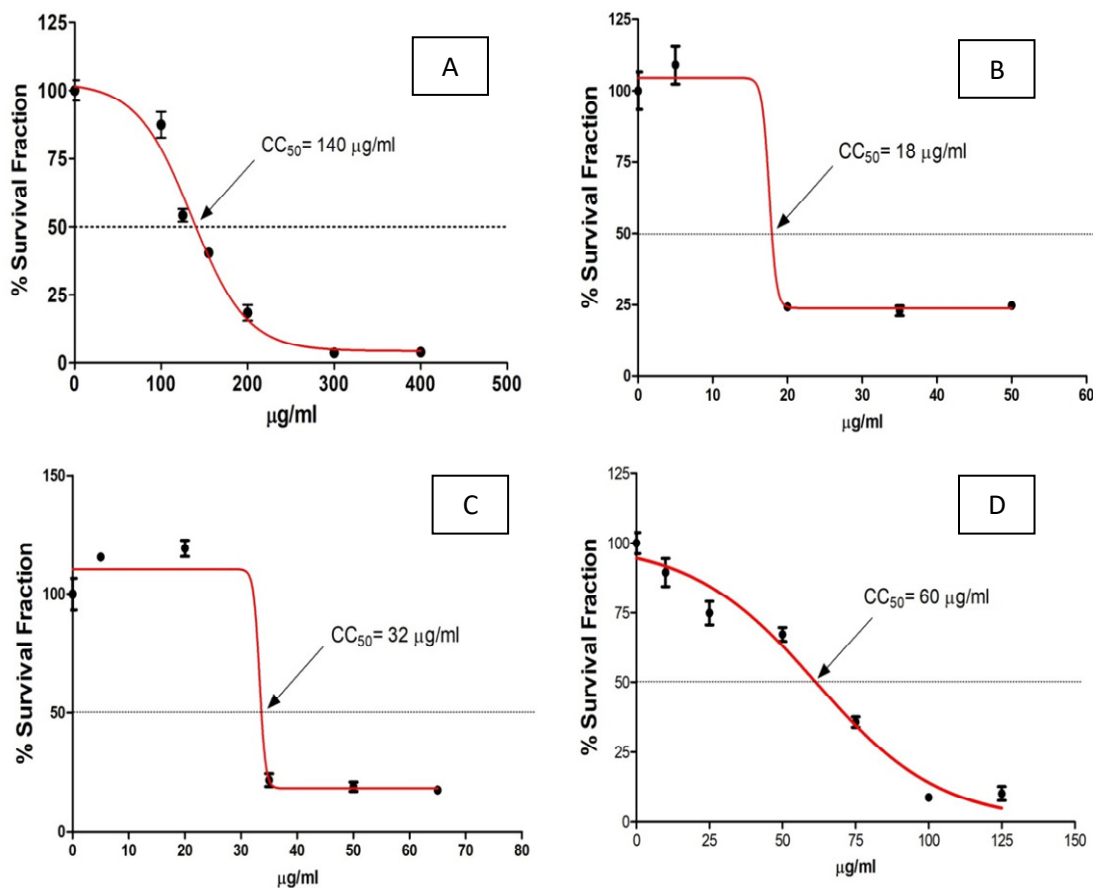 A
% Survival Fraction
125
100
75
50
25
0
CC50= 140 μg/ml
0 100 200 300 400 500
μg/ml
B
% Survival Fraction
125
100
75
50
25
0
CC50= 18 μg/ml
0 10 20 30 40 50 60
μg/ml
C
% Survival Fraction
150
100
50
0
CC50= 32 μg/ml
0 10 20 30 40 50 60 70 80
μg/ml
D
% Survival Fraction
125
100
75
50
25
0
CC50= 60 μg/ml
0 25 50 75 100 125 150
μg/ml